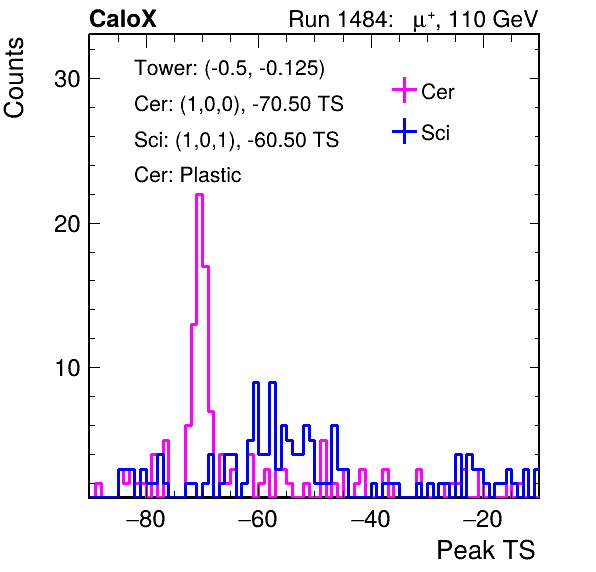 CaloX Run 1484: μ⁺, 110 GeV
Counts
Tower: (-0.5, -0.125)
Cer: (1,0,0), -70.50 TS
Sci: (1,0,1), -60.50 TS
Cer: Plastic
Cer
Sci
30
20
10
−80 −60 −40 −20
Peak TS